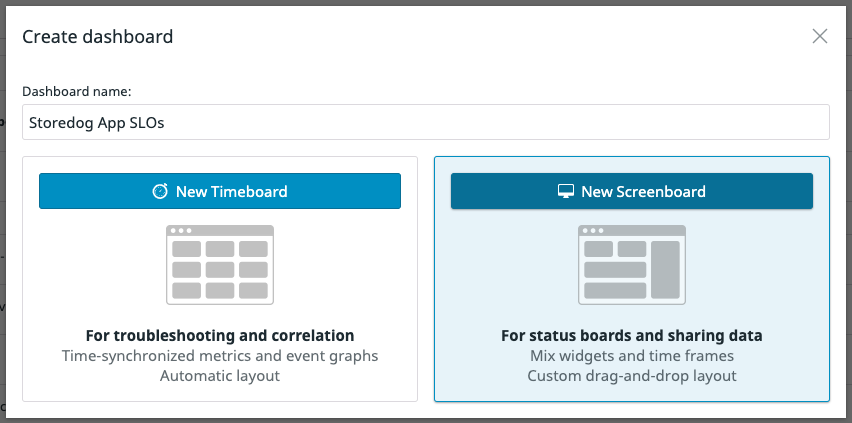 Create dashboard
Dashboard name:
Storedog App SLOs
New Timeboard
For troubleshooting and correlation
Time-synchronized metrics and event graphs
Automatic layout
New Screenboard
For status boards and sharing data
Mix widgets and time frames
Custom drag-and-drop layout